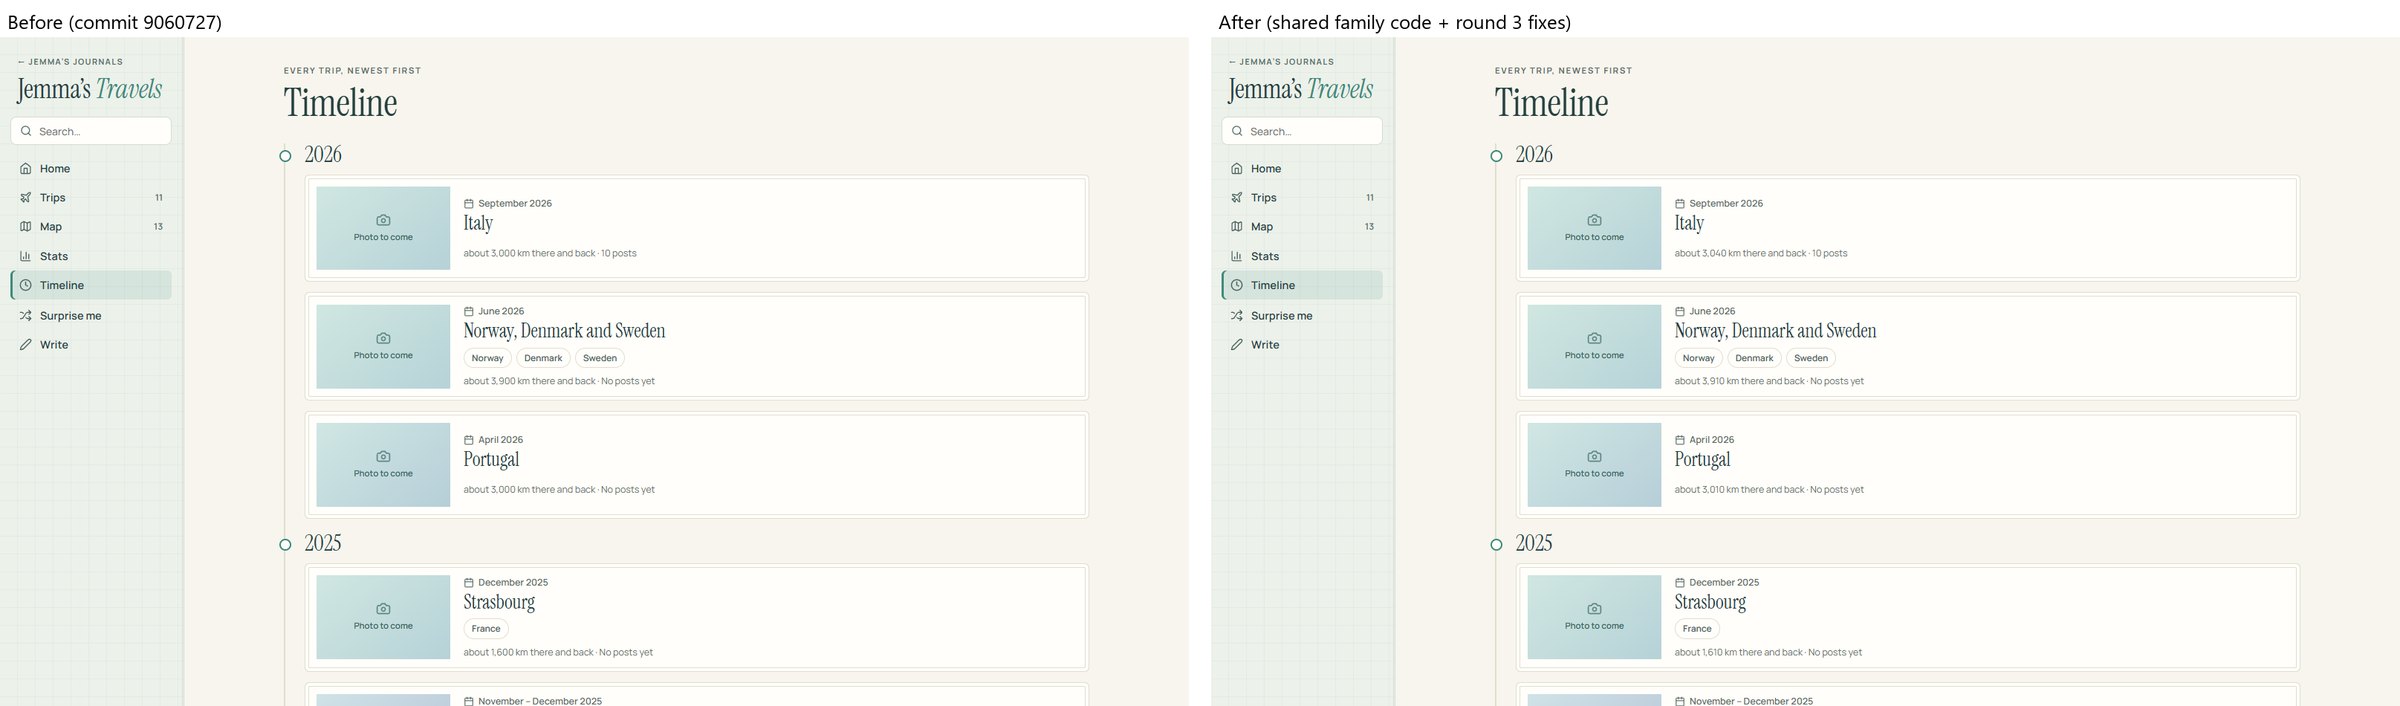 Before (commit 9060727)
← JEMMA'S JOURNALS
Jemma's Travels
Search...
Home
Trips 11
Map 13
Stats
Timeline
Surprise me
Write
EVERY TRIP, NEWEST FIRST
Timeline
2026
Photo to come
September 2026
Italy
about 3,000 km there and back · 10 posts
Photo to come
June 2026
Norway, Denmark and Sweden
Norway Denmark Sweden
about 3,900 km there and back · No posts yet
Photo to come
April 2026
Portugal
about 3,000 km there and back · No posts yet
2025
Photo to come
December 2025
Strasbourg
France
about 1,600 km there and back · No posts yet
November – December 2025
After (shared family code + round 3 fixes)
← JEMMA'S JOURNALS
Jemma's Travels
Search...
Home
Trips 11
Map 13
Stats
Timeline
Surprise me
Write
EVERY TRIP, NEWEST FIRST
Timeline
2026
Photo to come
September 2026
Italy
about 3,040 km there and back · 10 posts
Photo to come
June 2026
Norway, Denmark and Sweden
Norway Denmark Sweden
about 3,910 km there and back · No posts yet
Photo to come
April 2026
Portugal
about 3,010 km there and back · No posts yet
2025
Photo to come
December 2025
Strasbourg
France
about 1,610 km there and back · No posts yet
November – December 2025